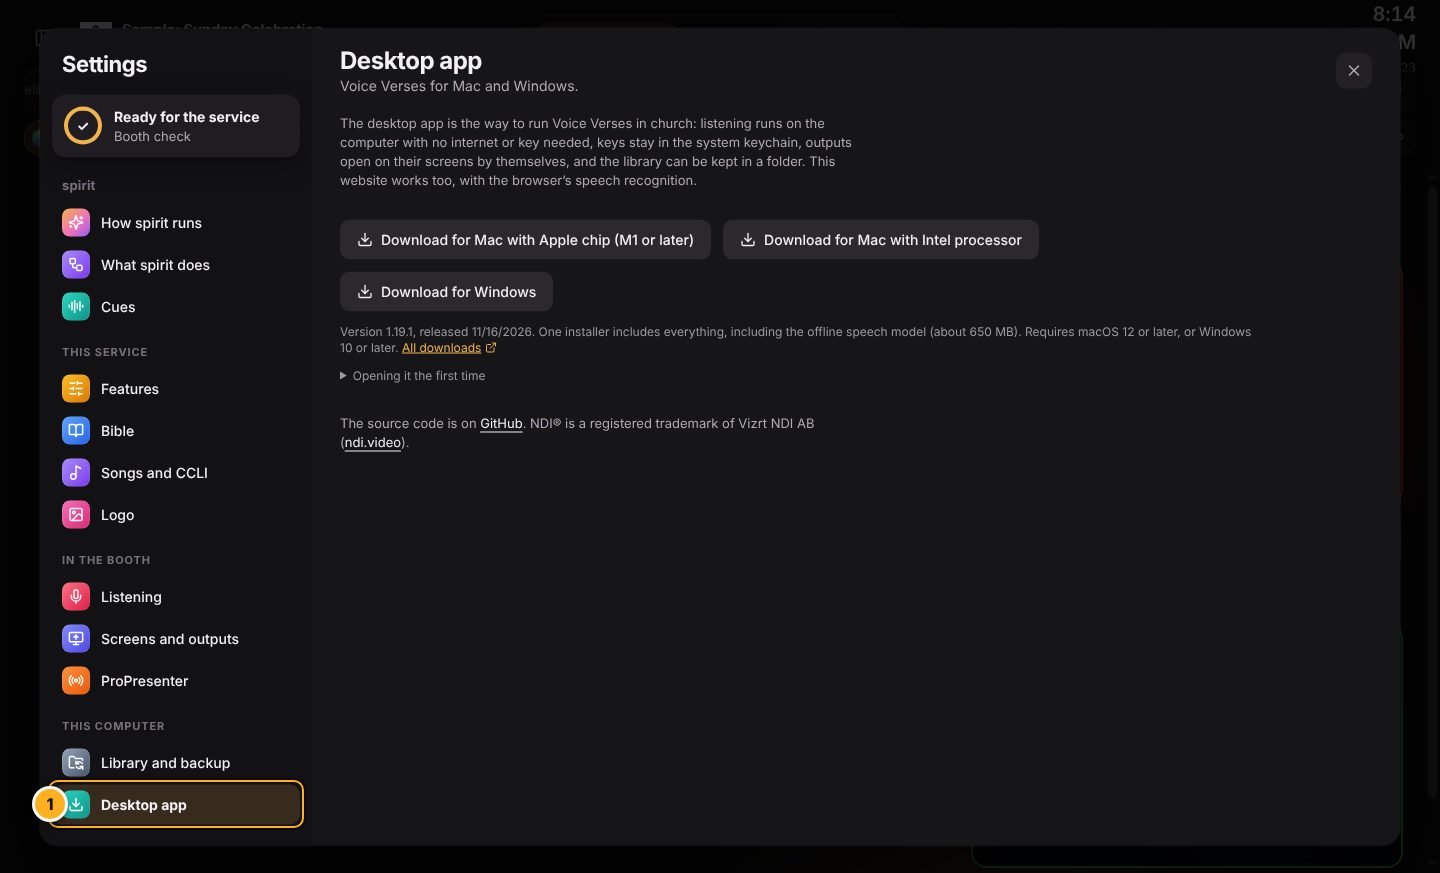 8:14
Settings
Ready for the service
Booth check
spirit
How spirit runs
What spirit does
Cues
THIS SERVICE
Features
Bible
Songs and CCLI
Logo
IN THE BOOTH
Listening
Screens and outputs
ProPresenter
THIS COMPUTER
Library and backup
1
Desktop app
Desktop app
Voice Verses for Mac and Windows.
The desktop app is the way to run Voice Verses in church: listening runs on the
computer with no internet or key needed, keys stay in the system keychain, outputs
open on their screens by themselves, and the library can be kept in a folder. This
website works too, with the browser’s speech recognition.
Download for Mac with Apple chip (M1 or later)
Download for Mac with Intel processor
Download for Windows
Version 1.19.1, released 11/16/2026. One installer includes everything, including the offline speech model (about 650 MB). Requires macOS 12 or later, or Windows
10 or later. All downloads
Opening it the first time
The source code is on GitHub. NDI® is a registered trademark of Vizrt NDI AB
(ndi.video).